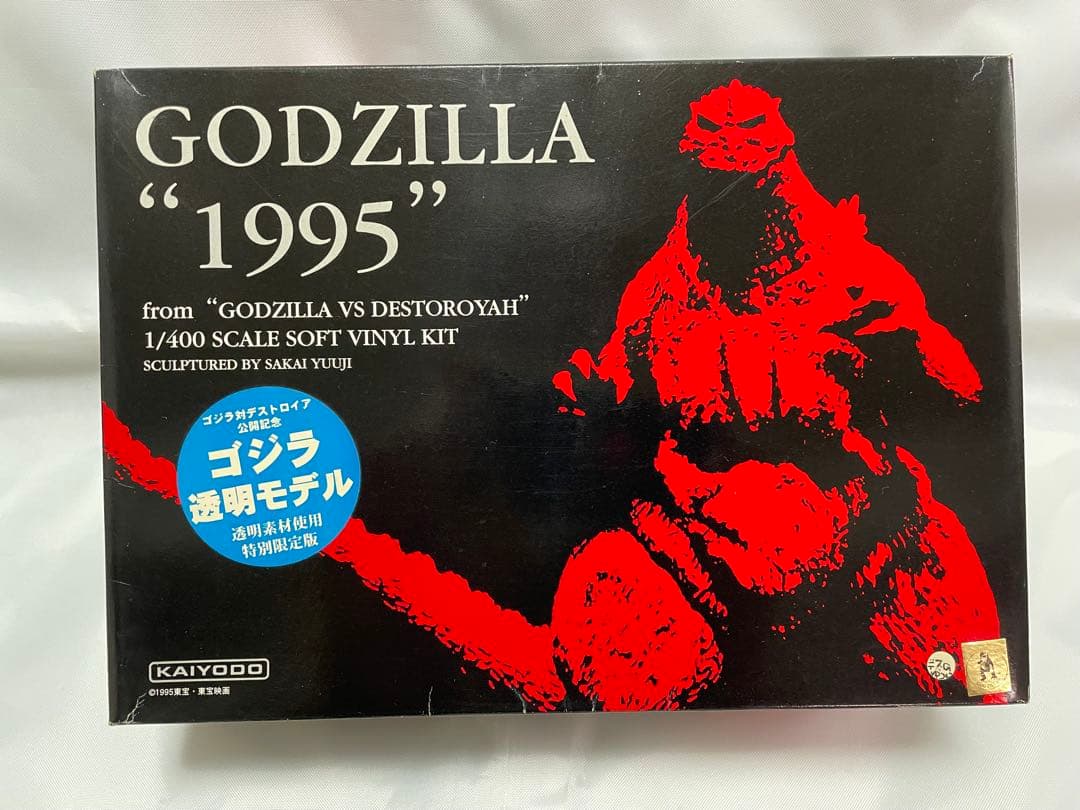 GODZILLA
“1995”
from “GODZILLA VS DESTOROYAH”
1/400 SCALE SOFT VINYL KIT
SCULPTURED BY SAKAI YUUJI
ゴジラ対デストロイア
公開記念
ゴジラ
透明モデル
透明素材使用
特別限定版
KAIYODO
©1995東宝・東宝映画